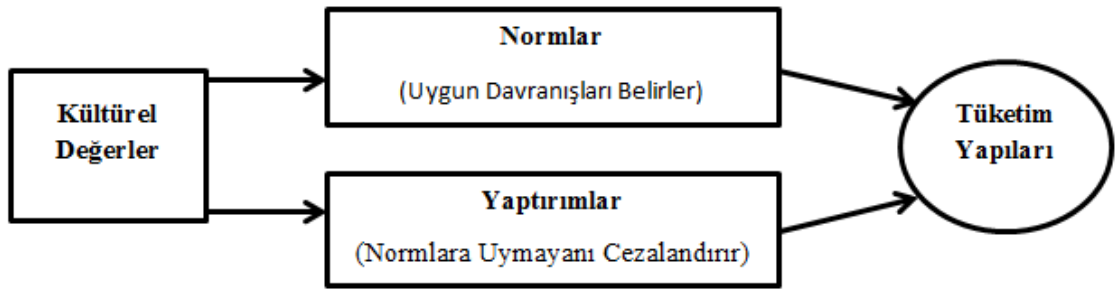 Kültürel
Değerler
Normlar
(Uygun Davranışları Belirler)
Yaptırımlar
(Normlara Uymayanı Cezalandırır)
Tüketim
Yapıları